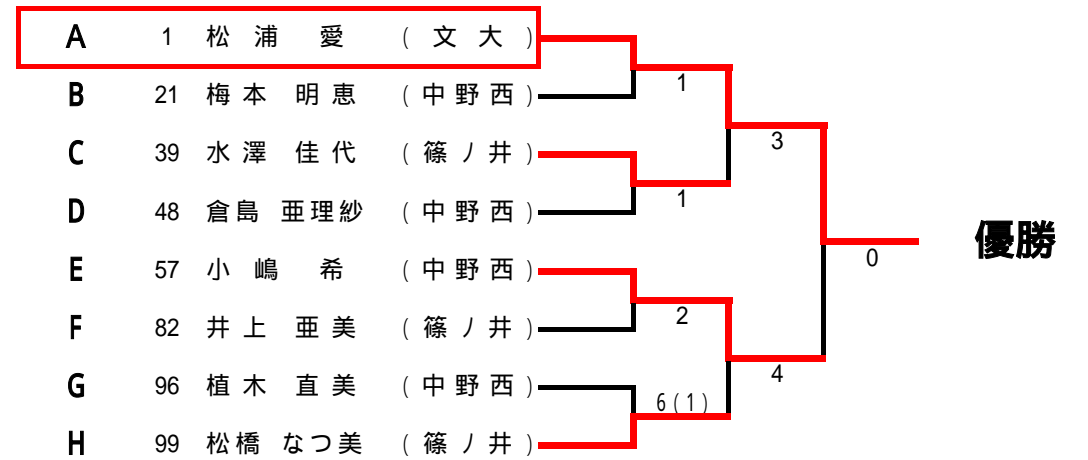 A 1 松浦 愛 (文大)
B 21 梅本 明恵 (中野西)
1
C 39 水澤 佳代 (篠ノ井)
3
D 48 倉島 亜理紗 (中野西)
1
優勝
0
E 57 小嶋 希 (中野西)
F 82 井上 亜美 (篠ノ井)
2
G 96 植木 直美 (中野西)
4
6(1)
H 99 松橋 なつ美 (篠ノ井)